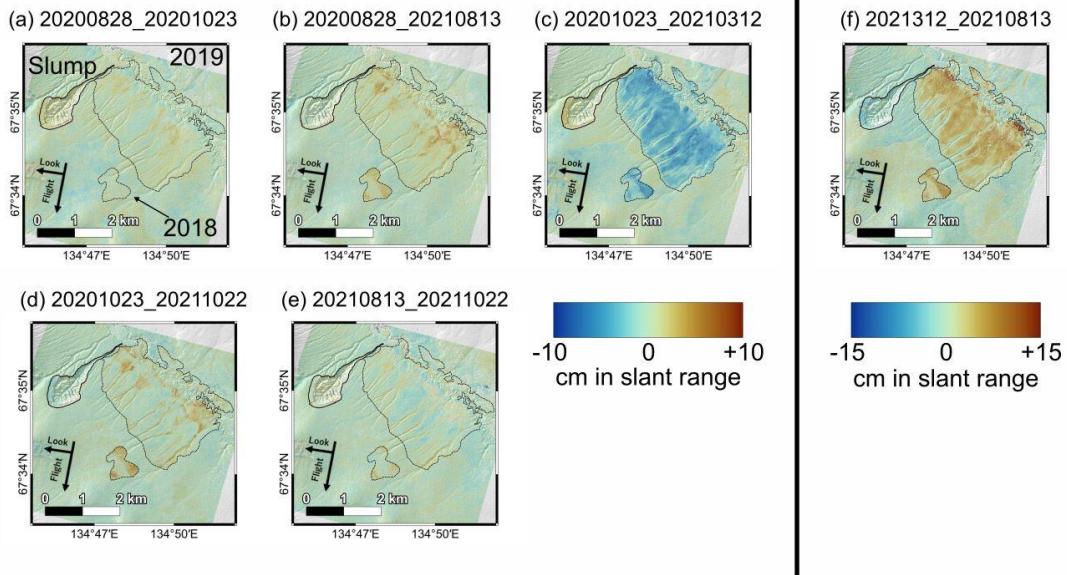 (a) 20200828_20201023
(b) 20200828_20210813
(c) 20201023_20210312
(f) 2021312_20210813
Slump
2019
67°35′N
67°34′N
Look
Flight
2018
0 1 2 km
134°47′E 134°50′E
67°35′N
67°34′N
Look
Flight
0 1 2 km
134°47′E 134°50′E
67°35′N
67°34′N
Look
Flight
0 1 2 km
134°47′E 134°50′E
67°35′N
67°34′N
Look
Flight
0 1 2 km
134°47′E 134°50′E
(d) 20201023_20211022
(e) 20210813_20211022
67°35′N
67°34′N
Look
Flight
0 1 2 km
134°47′E 134°50′E
67°35′N
67°34′N
Look
Flight
0 1 2 km
134°47′E 134°50′E
-10 0 +10
cm in slant range
-15 0 +15
cm in slant range